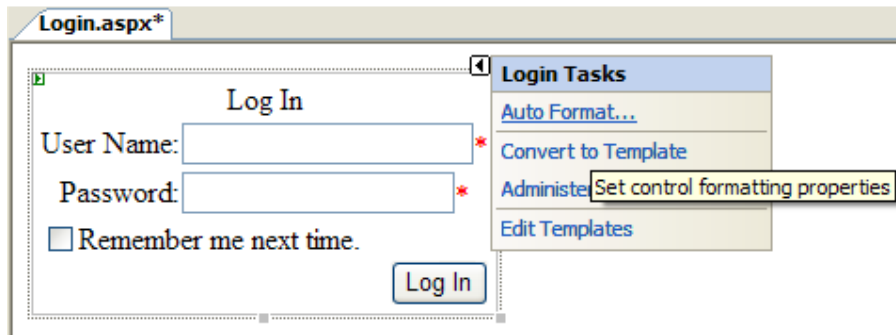 Login.aspx*
Log In
User Name: *
Password: *
Remember me next time.
Log In
Login Tasks
Auto Format...
Convert to Template
Set control formatting properties
Edit Templates